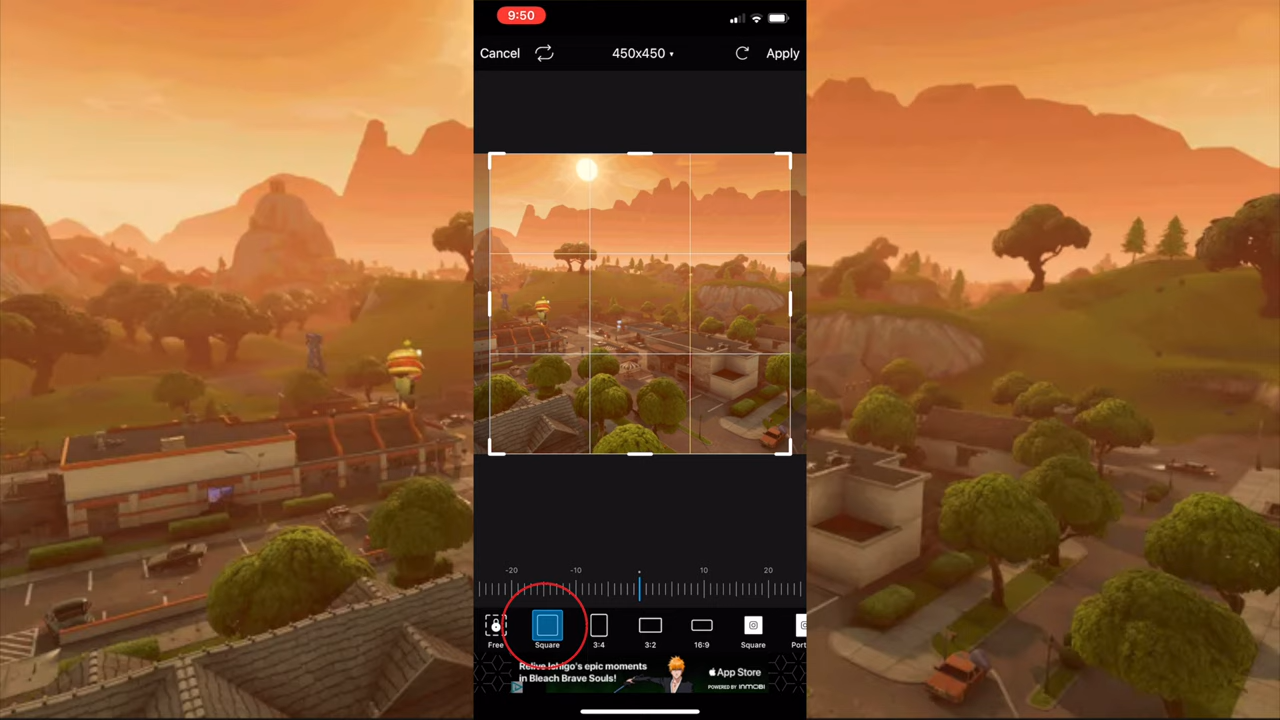 9:50
Cancel
450x450 ▾
Apply
-20
-10
10
20
Free
Square
3:4
3:2
16:9
Square
Port
Relive Ichigo's epic moments
in Bleach Brave Souls!
App Store
POWERED BY INMOBI